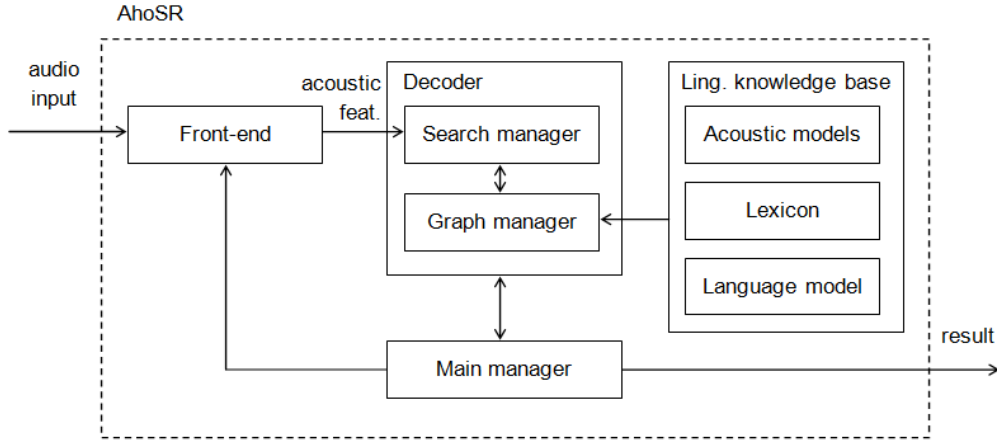 AhoSR
audio
input
acoustic
feat.
Front-end
Decoder
Search manager
Graph manager
Ling. knowledge base
Acoustic models
Lexicon
Language model
Main manager
result